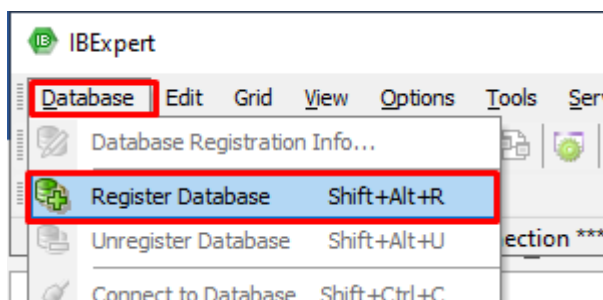 IBExpert
Database Edit Grid View Options Tools
Database Registration Info...
Register Database Shift+Alt+R
Unregister Database Shift+Alt+U
Connect to Database Shift+Ctrl+C